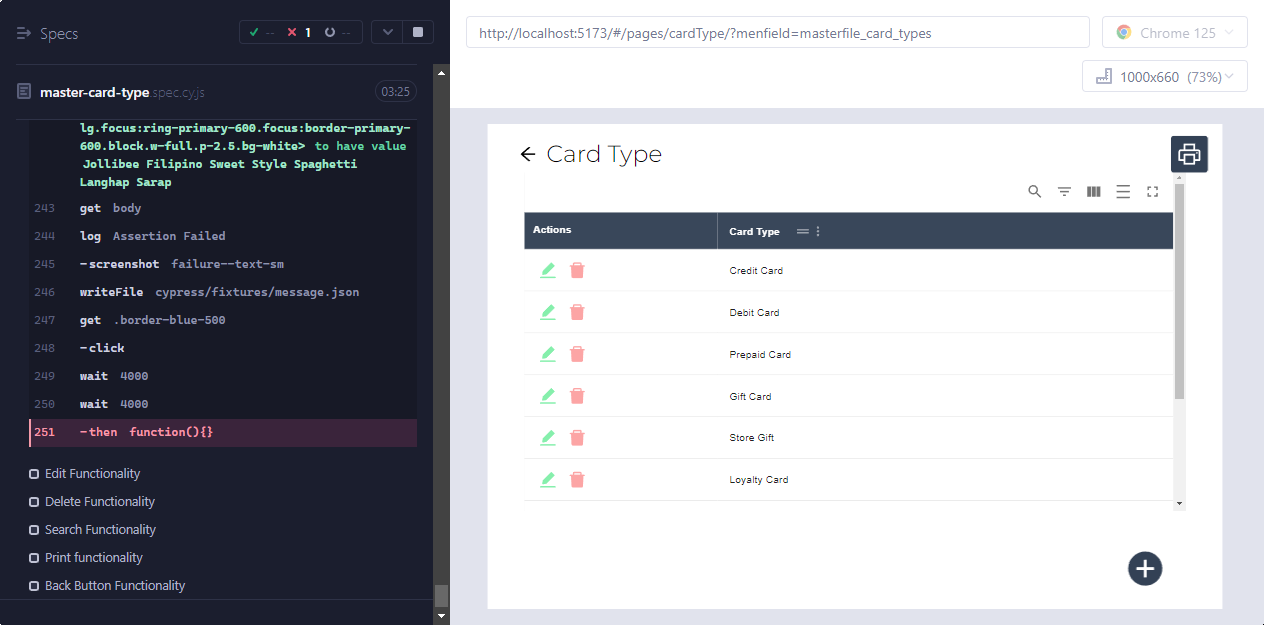 Specs
-- 1 --
http://localhost:5173/#/pages/cardType/?menfield=masterfile_card_types
Chrome 125
1000x660 (73%)
master-card-type.spec.cy.js
03:25
lg.focus:ring-primary-600.focus:border-primary-
600.block.w-full.p-2.5.bg-white> to have value
Jollibee Filipino Sweet Style Spaghetti
Langhap Sarap
243 get body
244 log Assertion Failed
245 -screenshot failure--text-sm
246 writeFile cypress/fixtures/message.json
247 get .border-blue-500
248 -click
249 wait 4000
250 wait 4000
251 -then function(){}
Edit Functionality
Delete Functionality
Search Functionality
Print functionality
Back Button Functionality
Card Type
Actions
Card Type
Credit Card
Debit Card
Prepaid Card
Gift Card
Store Gift
Loyalty Card